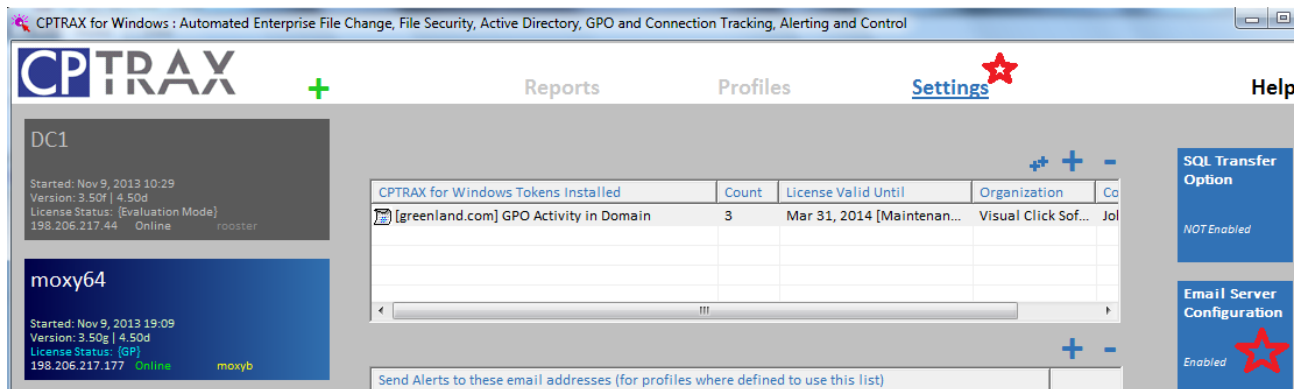 CPTRAX for Windows : Automated Enterprise File Change, File Security, Active Directory, GPO and Connection Tracking, Alerting and Control
CPTRAX
+
Reports
Profiles
Settings
Help
DC1
Started: Nov 9, 2013 10:29
Version: 3.50f | 4.50d
License Status: {Evaluation Mode}
198.206.217.44 Online rooster
moxy64
Started: Nov 9, 2013 19:09
Version: 3.50g | 4.50d
License Status: {GP}
198.206.217.177 Online moxyb
CPTRAX for Windows Tokens Installed Count License Valid Until Organization Co
[greenland.com] GPO Activity in Domain 3 Mar 31, 2014 [Maintenan... Visual Click Sof... Jol
Send Alerts to these email addresses (for profiles where defined to use this list)
SQL Transfer
Option
NOT Enabled
Email Server
Configuration
Enabled